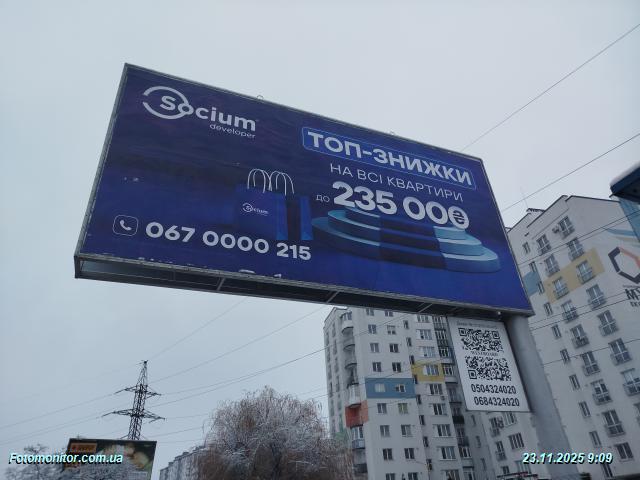 Socium
developer
ТОП-ЗНИЖКИ
НА ВСІ КВАРТИРИ
ДО 235 000₴
Socium
067 0000 215
0504324020
0684324020
Fotomonitor.com.ua
23.11.2025 9:09